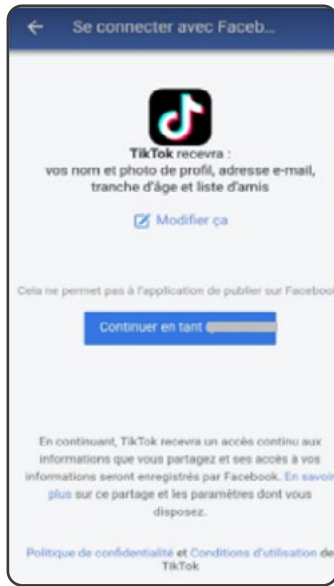 Se connecter avec Faceb...
TikTok recevra :
vos nom et photo de profil, adresse e-mail,
tranche d'âge et liste d'amis
Modifier ça
Cela ne permet pas à l'application de publier sur Facebook
Continuer en tant
En continuant, TikTok recevra un accès continu aux
informations que vous partagez et ses accès à vos
informations seront enregistrés par Facebook. En savoir
plus sur ce partage et les paramètres dont vous
disposez.
Politique de confidentialité et Conditions d'utilisation de
TikTok